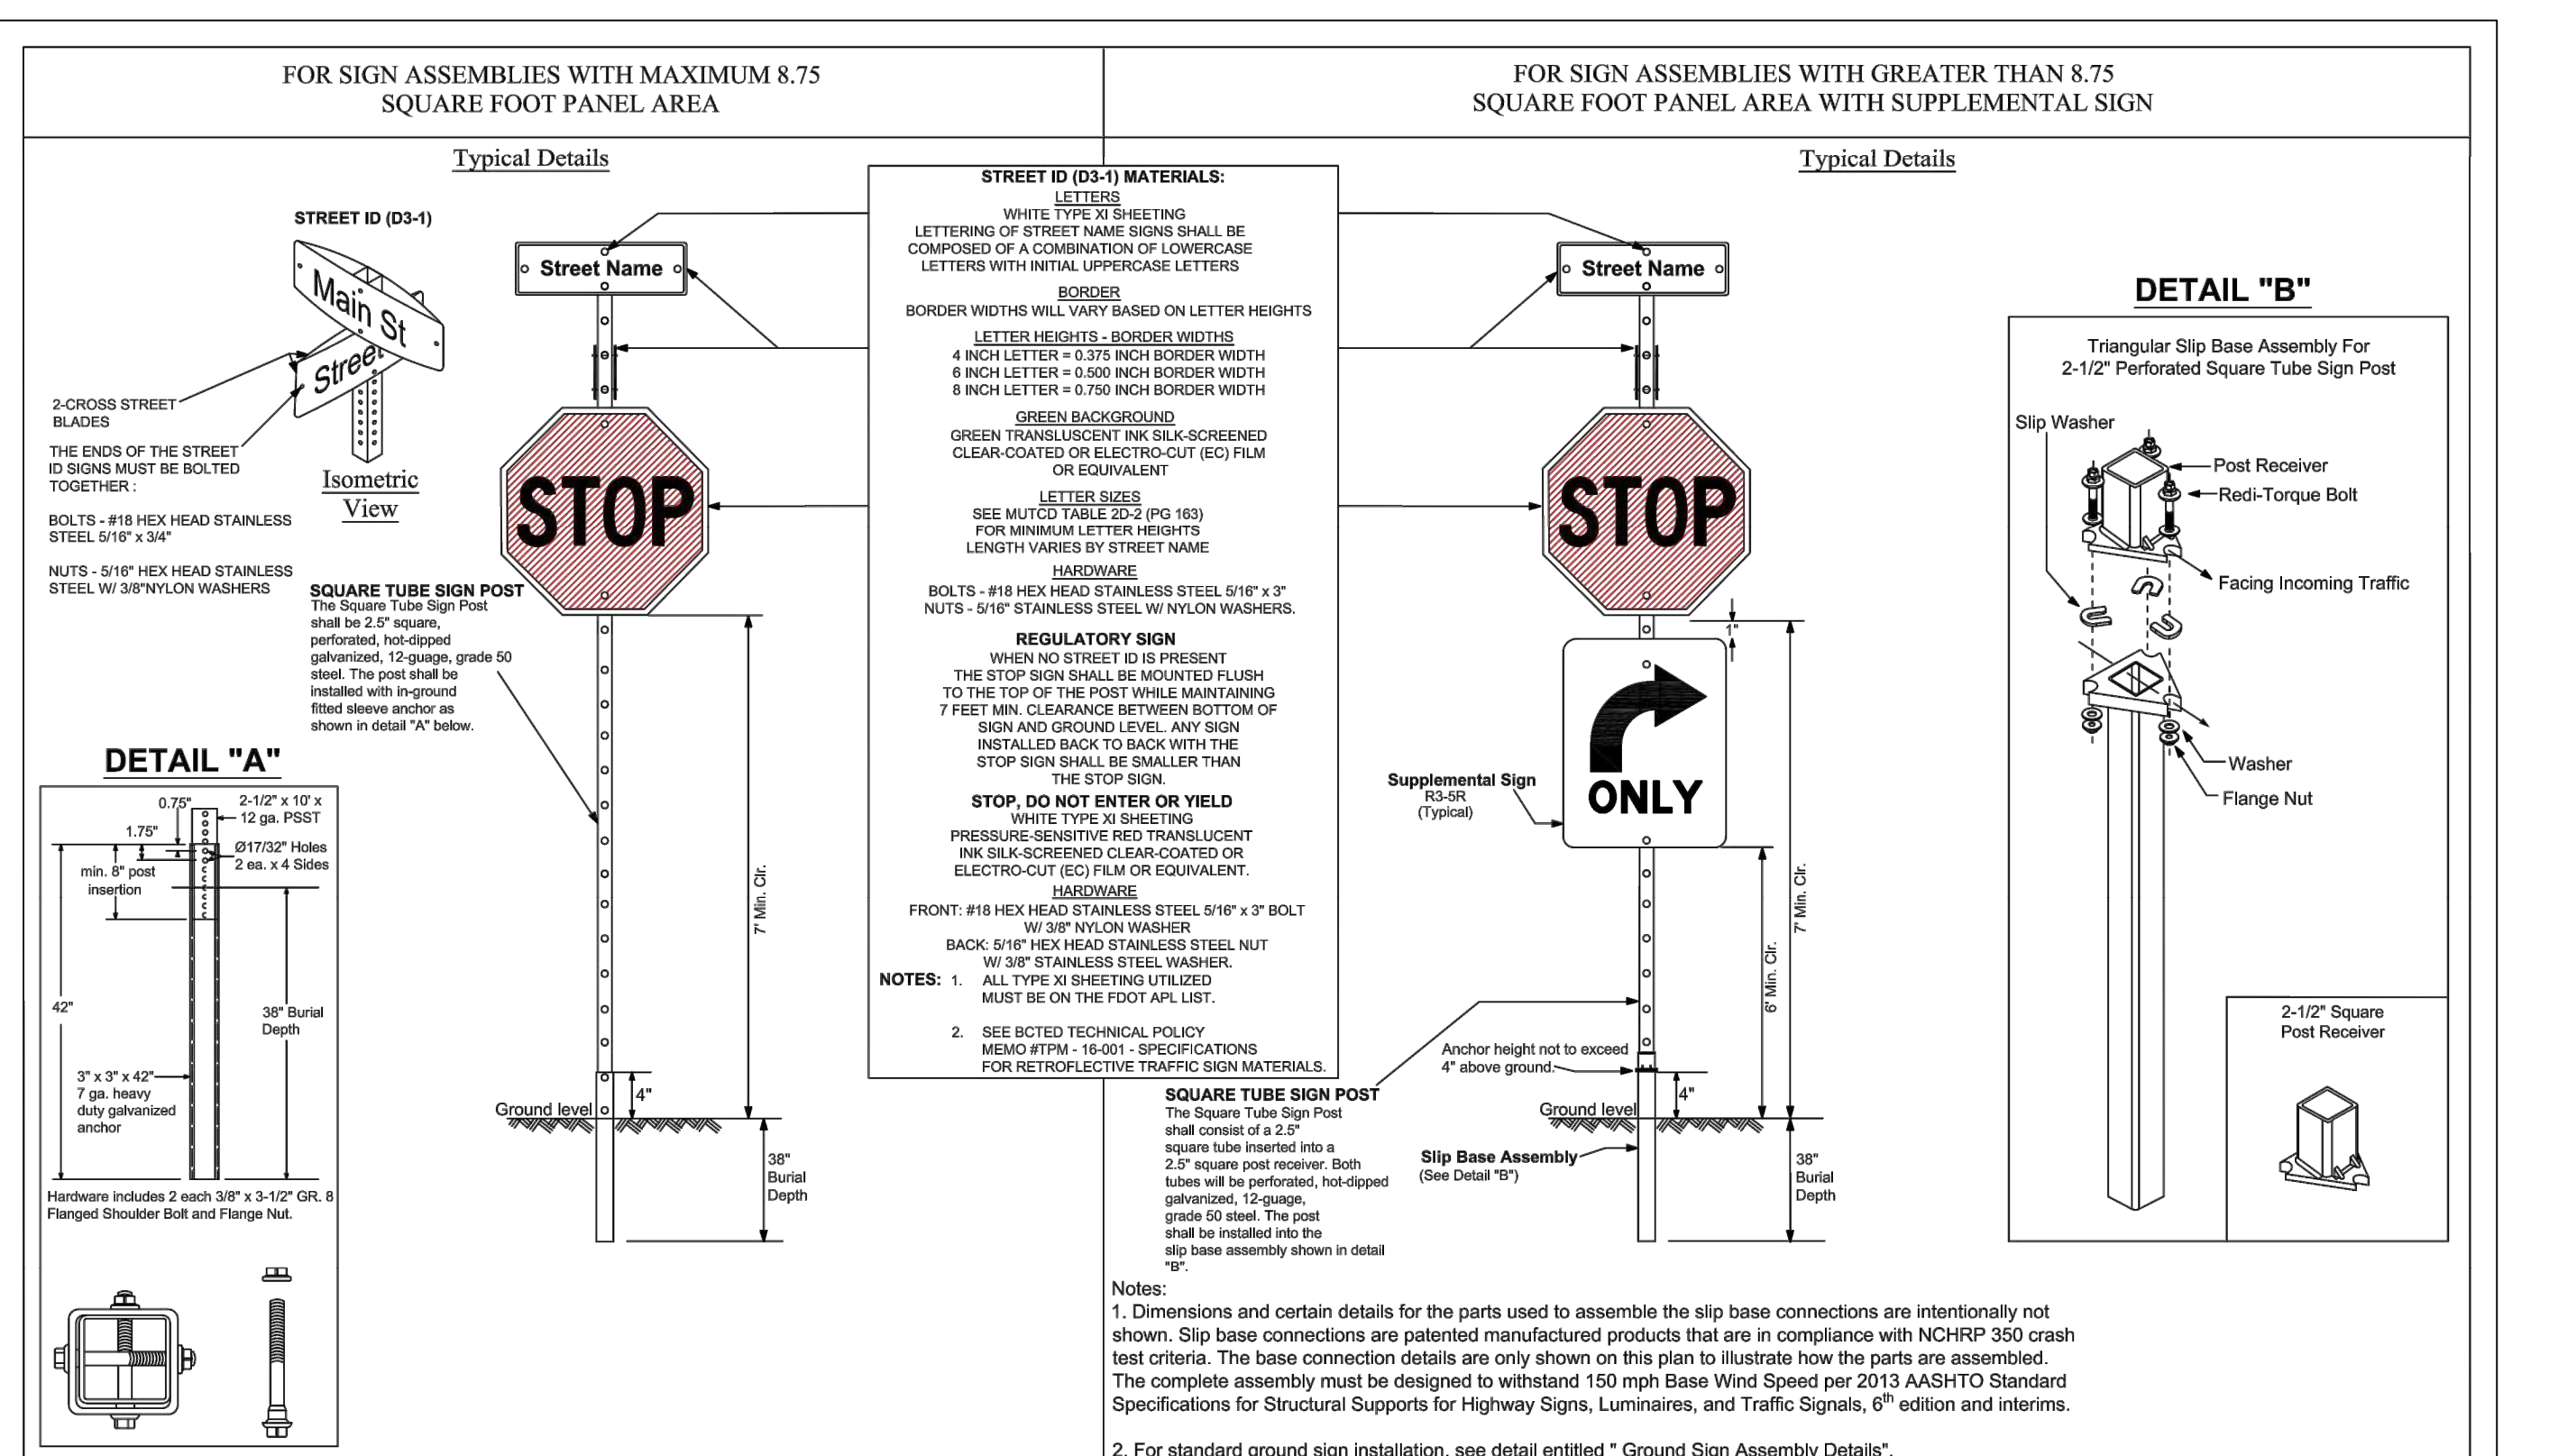 FOR SIGN ASSEMBLIES WITH MAXIMUM 8.75
SQUARE FOOT PANEL AREA
FOR SIGN ASSEMBLIES WITH GREATER THAN 8.75
SQUARE FOOT PANEL AREA WITH SUPPLEMENTAL SIGN
Typical Details
STREET ID (D3-1)
Main St
Street
2-CROSS STREET
BLADES
THE ENDS OF THE STREET
ID SIGNS MUST BE BOLTED
TOGETHER :
BOLTS - #18 HEX HEAD STAINLESS
STEEL 5/16" x 3/4"
NUTS - 5/16" HEX HEAD STAINLESS
STEEL W/ 3/8"NYLON WASHERS
Isometric
View
Street Name
STOP
SQUARE TUBE SIGN POST
The Square Tube Sign Post
shall be 2.5" square,
perforated, hot-dipped
galvanized, 12-guage, grade 50
steel. The post shall be
installed with in-ground
fitted sleeve anchor as
shown in detail "A" below.
7' Min. Clr.
Ground level
4"
38"
Burial
Depth
DETAIL "A"
0.75"
2-1/2" x 10' x
12 ga. PSST
1.75"
Ø17/32" Holes
2 ea. x 4 Sides
min. 8" post
insertion
42"
38" Burial
Depth
3" x 3" x 42"
7 ga. heavy
duty galvanized
anchor
Hardware includes 2 each 3/8" x 3-1/2" GR. 8
Flanged Shoulder Bolt and Flange Nut.
STREET ID (D3-1) MATERIALS:
LETTERS
WHITE TYPE XI SHEETING
LETTERING OF STREET NAME SIGNS SHALL BE
COMPOSED OF A COMBINATION OF LOWERCASE
LETTERS WITH INITIAL UPPERCASE LETTERS
BORDER
BORDER WIDTHS WILL VARY BASED ON LETTER HEIGHTS
LETTER HEIGHTS - BORDER WIDTHS
4 INCH LETTER = 0.375 INCH BORDER WIDTH
6 INCH LETTER = 0.500 INCH BORDER WIDTH
8 INCH LETTER = 0.750 INCH BORDER WIDTH
GREEN BACKGROUND
GREEN TRANSLUSCENT INK SILK-SCREENED
CLEAR-COATED OR ELECTRO-CUT (EC) FILM
OR EQUIVALENT
LETTER SIZES
SEE MUTCD TABLE 2D-2 (PG 163)
FOR MINIMUM LETTER HEIGHTS
LENGTH VARIES BY STREET NAME
HARDWARE
BOLTS - #18 HEX HEAD STAINLESS STEEL 5/16" x 3"
NUTS - 5/16" STAINLESS STEEL W/ NYLON WASHERS.
REGULATORY SIGN
WHEN NO STREET ID IS PRESENT
THE STOP SIGN SHALL BE MOUNTED FLUSH
TO THE TOP OF THE POST WHILE MAINTAINING
7 FEET MIN. CLEARANCE BETWEEN BOTTOM OF
SIGN AND GROUND LEVEL. ANY SIGN
INSTALLED BACK TO BACK WITH THE
STOP SIGN SHALL BE SMALLER THAN
THE STOP SIGN.
STOP, DO NOT ENTER OR YIELD
WHITE TYPE XI SHEETING
PRESSURE-SENSITIVE RED TRANSLUCENT
INK SILK-SCREENED CLEAR-COATED OR
ELECTRO-CUT (EC) FILM OR EQUIVALENT.
HARDWARE
FRONT: #18 HEX HEAD STAINLESS STEEL 5/16" x 3" BOLT
W/ 3/8" NYLON WASHER
BACK: 5/16" HEX HEAD STAINLESS STEEL NUT
W/ 3/8" STAINLESS STEEL WASHER.
NOTES: 1. ALL TYPE XI SHEETING UTILIZED
MUST BE ON THE FDOT APL LIST.
2. SEE BCTED TECHNICAL POLICY
MEMO #TPM - 16-001 - SPECIFICATIONS
FOR RETROFLECTIVE TRAFFIC SIGN MATERIALS.
Typical Details
Street Name
STOP
1"
ONLY
Supplemental Sign
R3-5R
(Typical)
7' Min. Clr.
6' Min. Clr.
Anchor height not to exceed
4" above ground.
4"
Ground level
Slip Base Assembly
(See Detail "B")
38"
Burial
Depth
SQUARE TUBE SIGN POST
The Square Tube Sign Post
shall consist of a 2.5"
square tube inserted into a
2.5" square post receiver. Both
tubes will be perforated, hot-dipped
galvanized, 12-guage,
grade 50 steel. The post
shall be installed into the
slip base assembly shown in detail
"B".
DETAIL "B"
Triangular Slip Base Assembly For
2-1/2" Perforated Square Tube Sign Post
Slip Washer
Post Receiver
Redi-Torque Bolt
Facing Incoming Traffic
Washer
Flange Nut
2-1/2" Square
Post Receiver
Notes:
1. Dimensions and certain details for the parts used to assemble the slip base connections are intentionally not
shown. Slip base connections are patented manufactured products that are in compliance with NCHRP 350 crash
test criteria. The base connection details are only shown on this plan to illustrate how the parts are assembled.
The complete assembly must be designed to withstand 150 mph Base Wind Speed per 2013 AASHTO Standard
Specifications for Structural Supports for Highway Signs, Luminaires, and Traffic Signals, 6th edition and interims.
2. For standard ground sign installation, see detail entitled " Ground Sign Assembly Details".